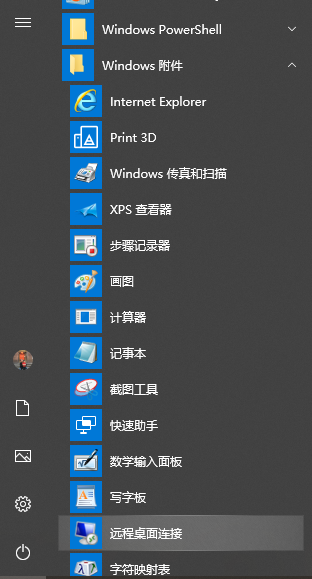 Windows PowerShell
Windows 附件
Internet Explorer
Print 3D
Windows 传真和扫描
XPS 查看器
步骤记录器
画图
计算器
记事本
截图工具
快速助手
数学输入面板
写字板
远程桌面连接
字符映射表